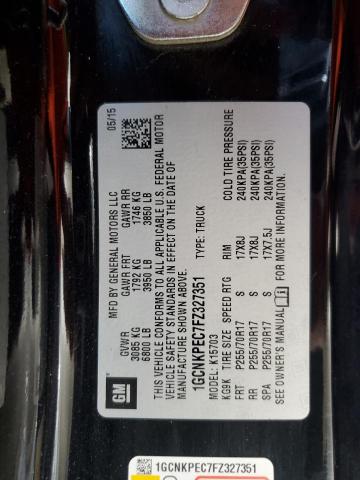 MFD BY GENERAL MOTORS LLC
05/15
GVWR GAWR FRT GAWR RR
3085 KG 1792 KG 1746 KG
6800 LB 3950 LB 3850 LB
THIS VEHICLE CONFORMS TO ALL APPLICABLE U.S. FEDERAL MOTOR
VEHICLE SAFETY STANDARDS IN EFFECT ON THE DATE OF
MANUFACTURE SHOWN ABOVE.
1GCNKPEC7FZ327351 TYPE: TRUCK
GM
MODEL: K15703
KG9K TIRE SIZE SPEED RTG RIM COLD TIRE PRESSURE
FRT P255/70R17 S 17X8J 240KPA(35PSI)
RR P255/70R17 S 17X8J 240KPA(35PSI)
SPA P255/70R17 S 17X7.5J 240KPA(35PSI)
SEE OWNER'S MANUAL FOR MORE INFORMATION.
1GCNKPEC7FZ327351